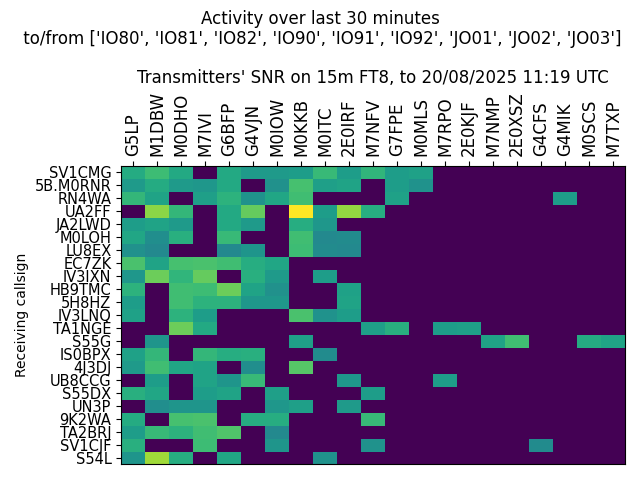 Activity over last 30 minutes
to/from ['IO80', 'IO81', 'IO82', 'IO90', 'IO91', 'IO92', 'JO01', 'JO02', 'JO03']
Transmitters' SNR on 15m FT8, to 20/08/2025 11:19 UTC
G5LP
M1DBW
M0DHO
M7IVI
G6BFP
G4VJN
M0IOW
M0KKB
M0ITC
2E0IRF
M7NFV
G7FPE
M0MLS
M7RPO
2E0KJF
M7NMP
2E0XSZ
G4CFS
G4MIK
M0SCS
M7TXP
Receiving callsign
SV1CMG
5B.M0RNR
RN4WA
UA2FF
JA2LWD
M0LOH
LU8EX
EC7ZK
IV3IXN
HB9TMC
5H8HZ
IV3LNQ
TA1NGE
S55G
IS0BPX
4J3DJ
UB8CCG
S55DX
UN3P
9K2WA
TA2BRJ
SV1CJF
S54L